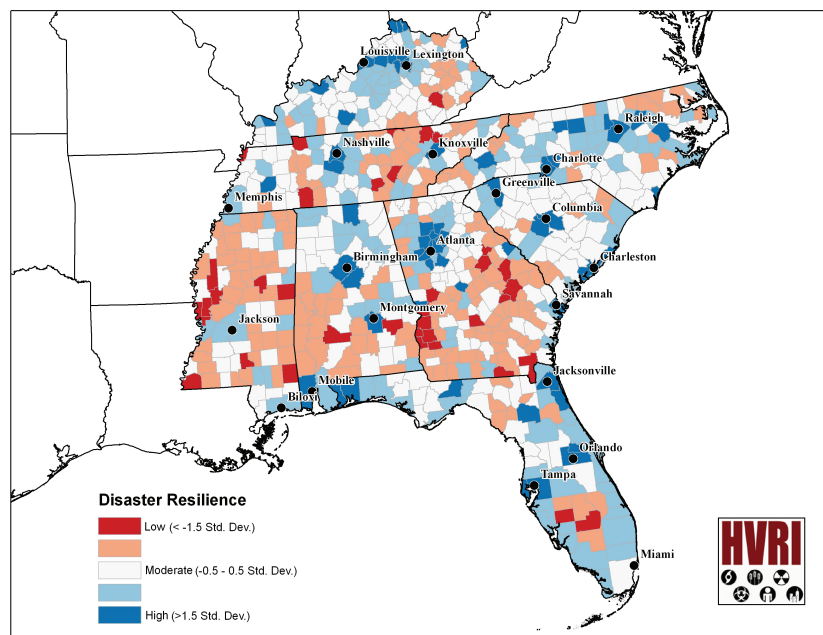 Louisville
Lexington
Nashville
Knoxville
Raleigh
Charlotte
Greenville
Memphis
Columbia
Atlanta
Birmingham
Charleston
Savannah
Montgomery
Jackson
Jacksonville
Mobile
Biloxi
Orlando
Tampa
Miami
Disaster Resilience
Low (< -1.5 Std. Dev.)
Moderate (-0.5 - 0.5 Std. Dev.)
High (>1.5 Std. Dev.)
HVRI